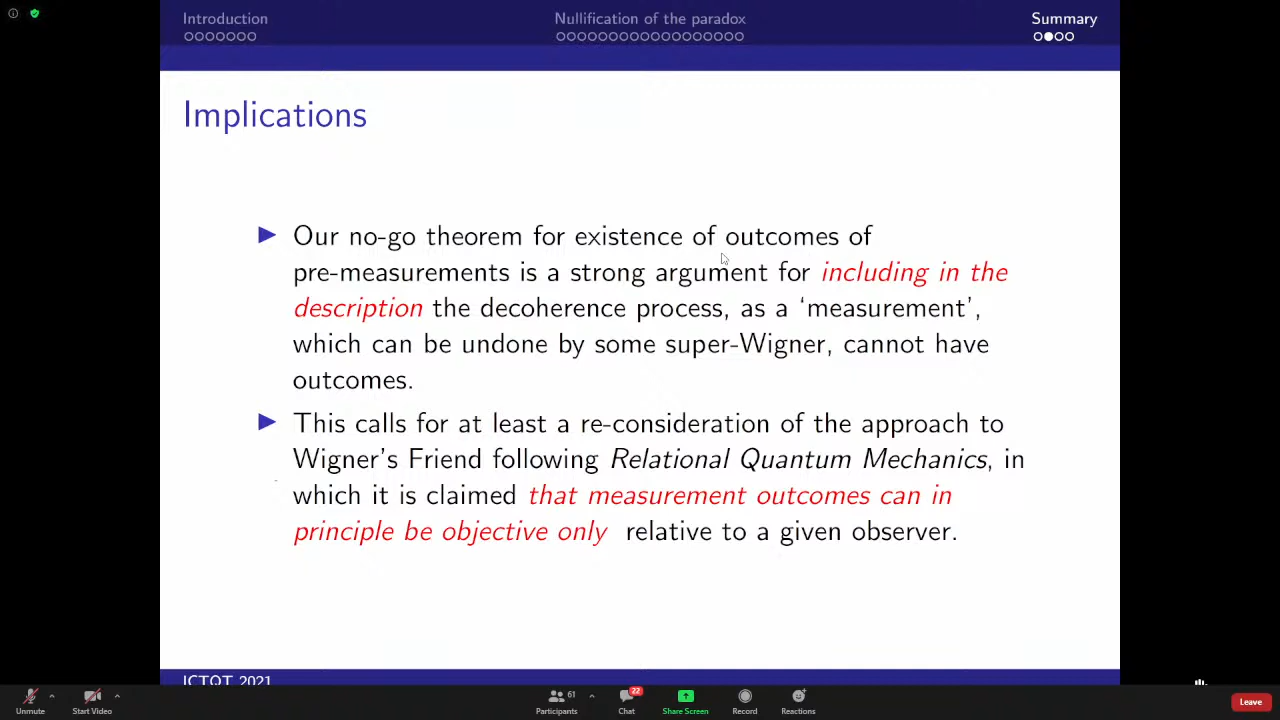 Introduction
Nullification of the paradox
Summary
Implications
Our no-go theorem for existence of outcomes of
pre-measurements is a strong argument for including in the
description the decoherence process, as a ‘measurement’,
which can be undone by some super-Wigner, cannot have
outcomes.
This calls for at least a re-consideration of the approach to
Wigner’s Friend following Relational Quantum Mechanics, in
which it is claimed that measurement outcomes can in
principle be objective only relative to a given observer.
ICTQT 2021
Unmute
Start Video
61
Participants
22
Chat
Share Screen
Record
Reactions
Leave